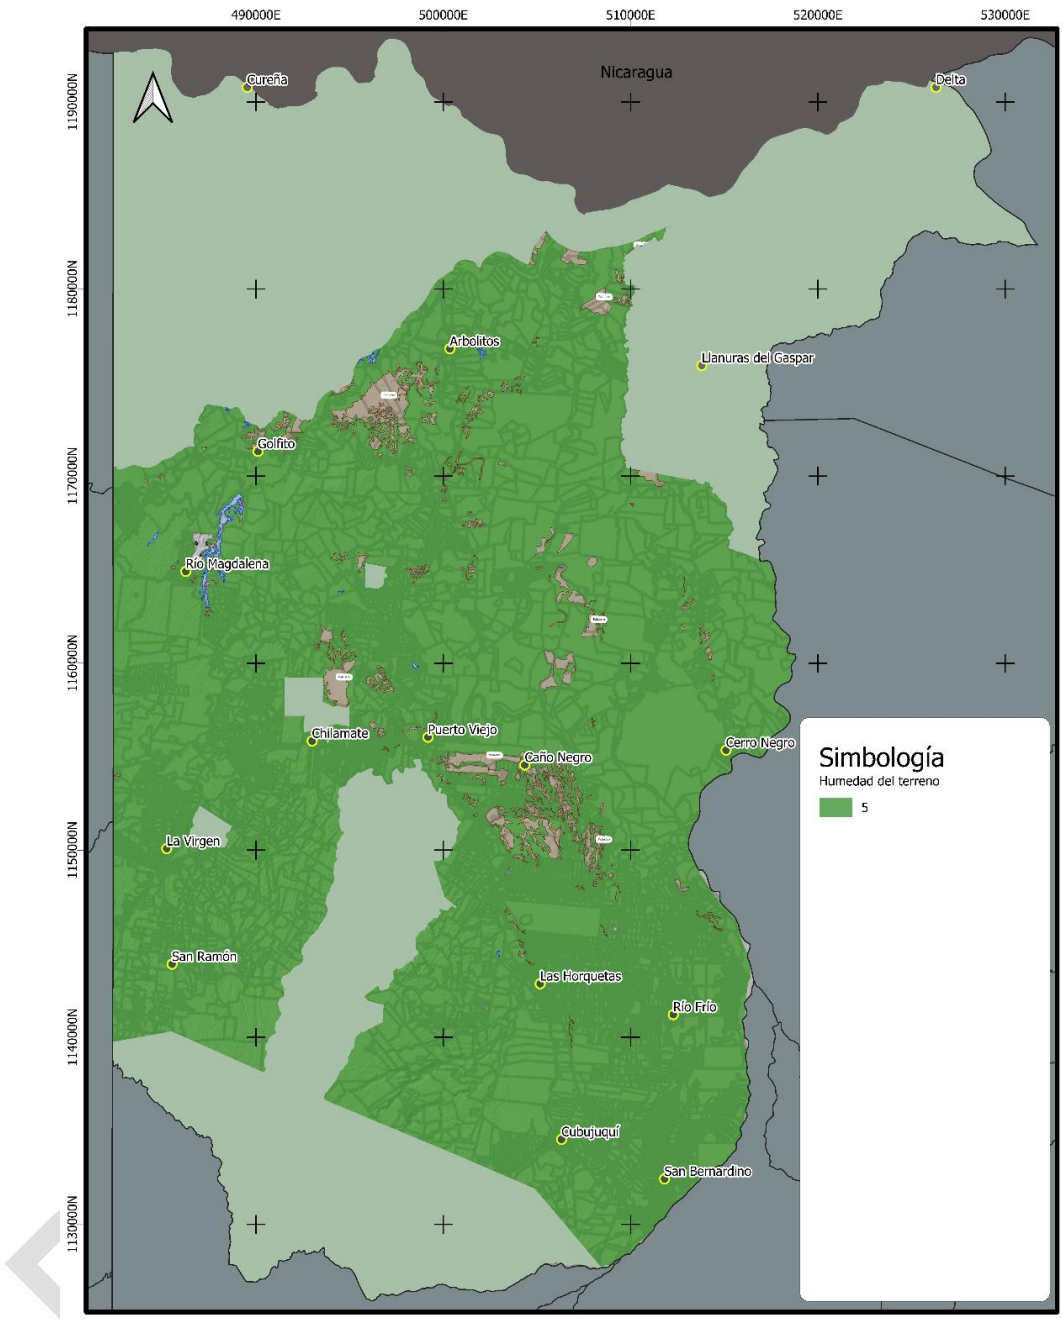 490000E 500000E 510000E 520000E 530000E
1190000N
1180000N
1170000N
1160000N
1150000N
1140000N
1130000N
Nicaragua
Cureña
Delta
Arbolitos
Llanuras del Gaspar
Golfito
Río Magdalena
Chilamate
Puerto Viejo
Caño Negro
Cerro Negro
La Virgen
San Ramón
Las Horquetas
Río Frío
Cubujuquí
San Bernardino
Simbología
Humedad del terreno
5